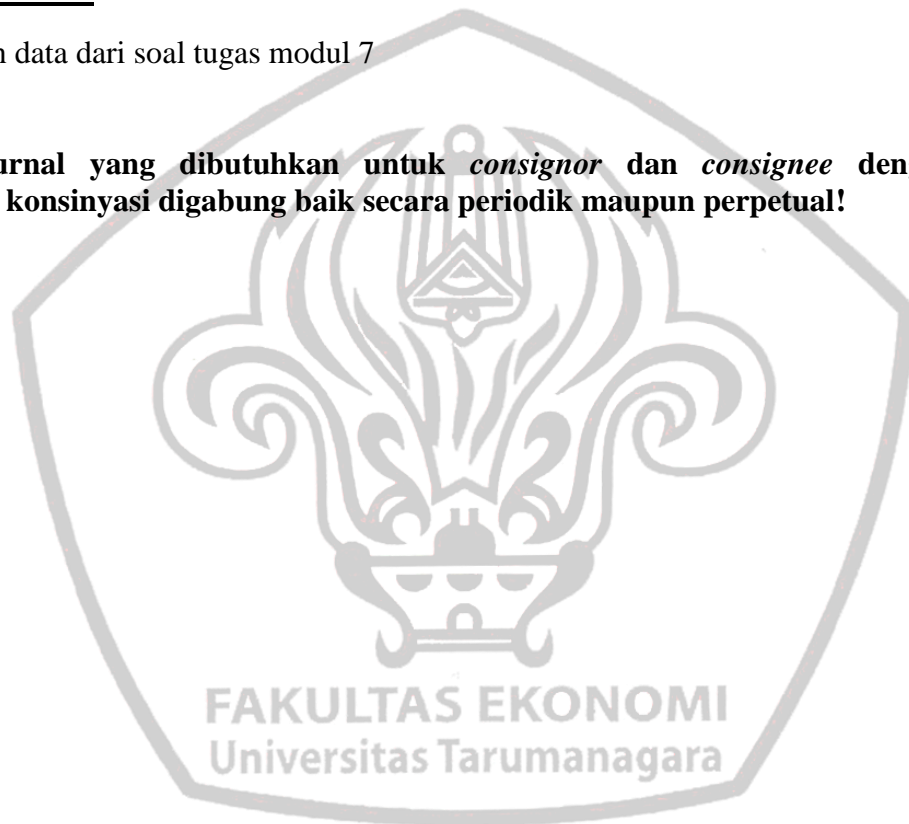 n data dari soal tugas modul 7
urnal yang dibutuhkan untuk consignor dan consignee den
konsinyasi digabung baik secara periodik maupun perpetual!
FAKULTAS EKONOMI
Universitas Tarumanagara